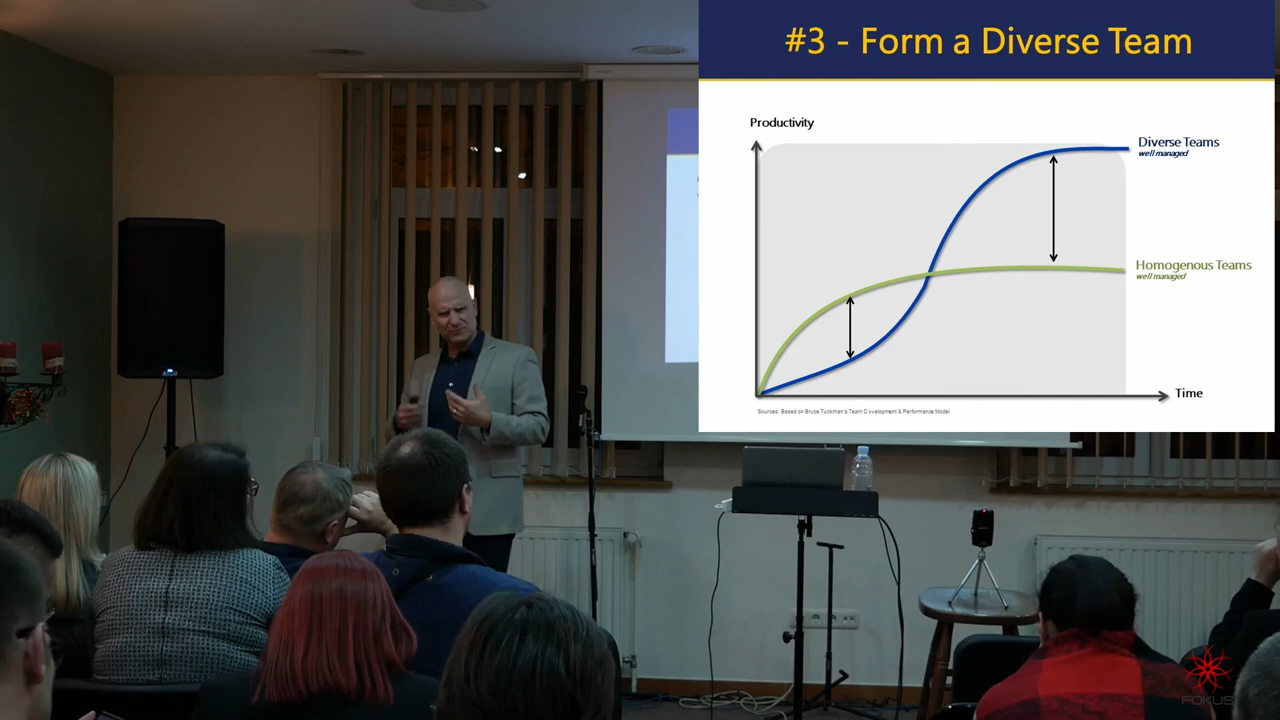 #3 - Form a Diverse Team
Productivity
Diverse Teams
well managed
Homogenous Teams
well managed
Time
Sources: Based on Bruce Tuckman's Team Development & Performance Model
FOKUS